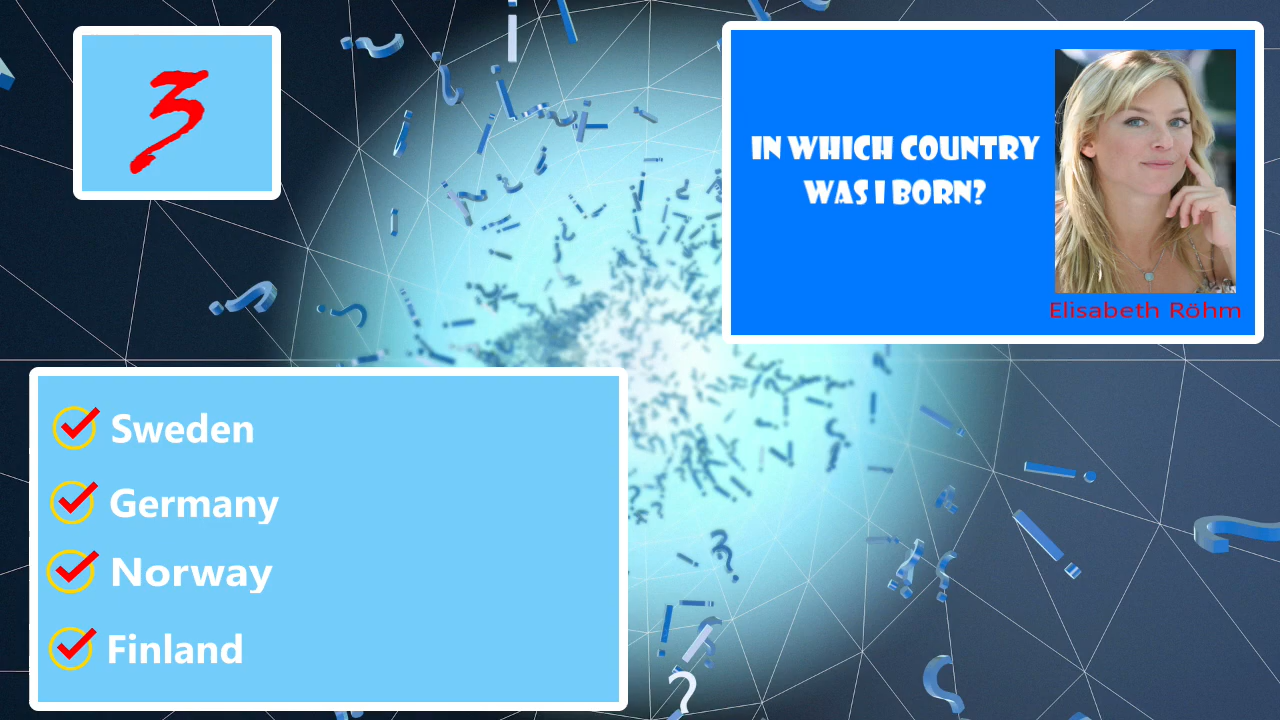 3
IN WHICH COUNTRY
WAS I BORN?
Elisabeth Röhm
Sweden
Germany
Norway
Finland